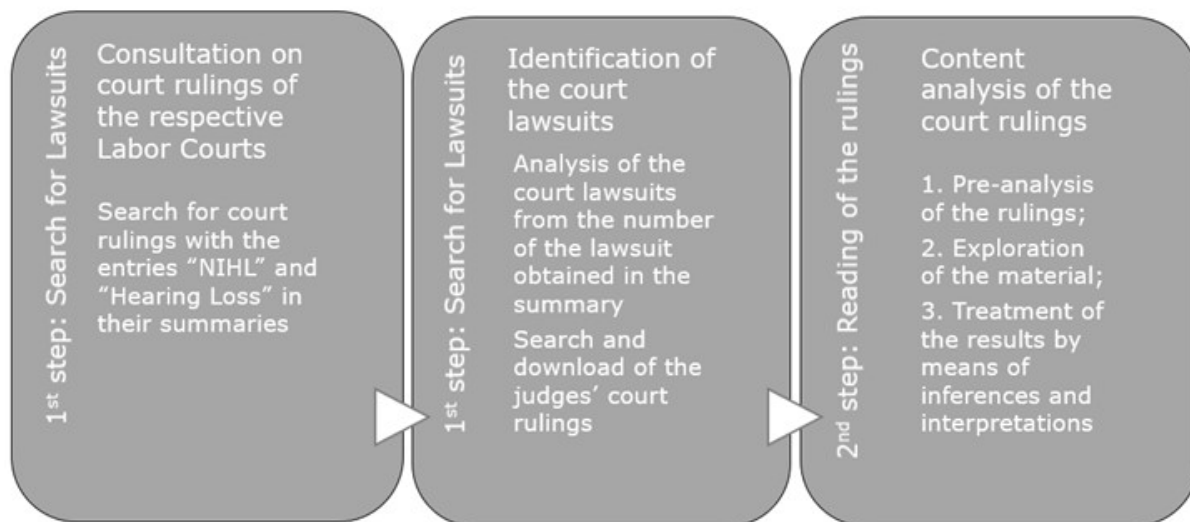 1st step: Search for Lawsuits
Consultation on
court rulings of
the respective
Labor Courts
Search for court
rulings with the
entries “NIHL” and
“Hearing Loss” in
their summaries
1st step: Search for Lawsuits
Identification of
the court
lawsuits
Analysis of the
court lawsuits
from the number
of the lawsuit
obtained in the
summary
Search and
download of the
judges’ court
rulings
2nd step: Reading of the rulings
Content
analysis of the
court rulings
1. Pre-analysis
of the rulings;
2. Exploration
of the material;
3. Treatment of
the results by
means of
inferences and
interpretations